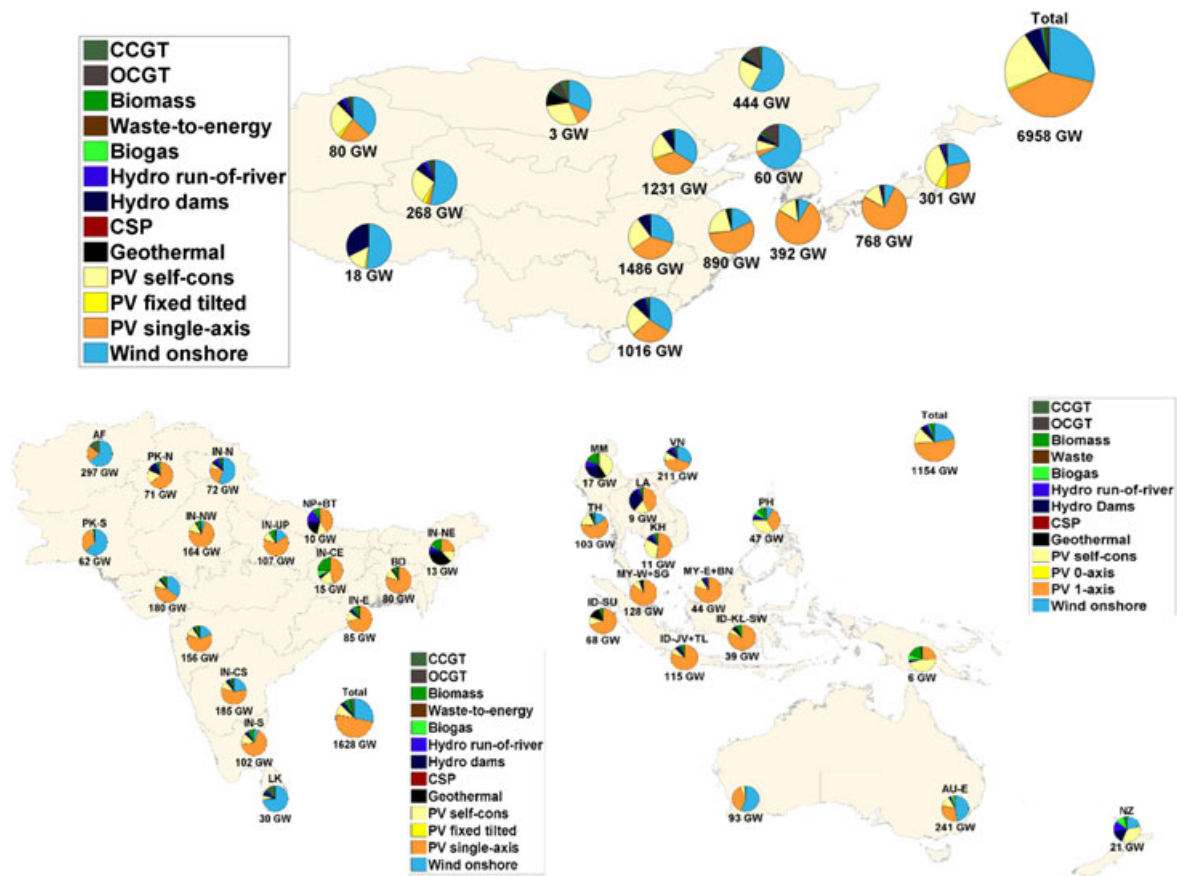 Total
CCGT
OCGT
Biomass
Waste-to-energy
Biogas
Hydro run-of-river
Hydro dams
CSP
Geothermal
PV self-cons
PV fixed tilted
PV single-axis
Wind onshore
444 GW
3 GW
6958 GW
80 GW
1231 GW
60 GW
301 GW
268 GW
768 GW
392 GW
890 GW
1486 GW
18 GW
1016 GW
AF
297 GW
PK-N
71 GW
IN-N
72 GW
PK-S
62 GW
IN-NW
164 GW
IN-UP
107 GW
NP+BT
10 GW
IN-NE
13 GW
IN-CE
15 GW
BD
80 GW
180 GW
IN-E
85 GW
156 GW
IN-CS
185 GW
IN-S
102 GW
LK
30 GW
Total
1628 GW
CCGT
OCGT
Biomass
Waste-to-energy
Biogas
Hydro run-of-river
Hydro dams
CSP
Geothermal
PV self-cons
PV fixed tilted
PV single-axis
Wind onshore
MM
17 GW
VN
211 GW
LA
9 GW
TH
103 GW
KH
11 GW
PH
47 GW
MY-W+SG
128 GW
MY-E+BN
44 GW
ID-SU
68 GW
ID-KL-SW
39 GW
ID-JV+TL
115 GW
6 GW
93 GW
AU-E
241 GW
NZ
21 GW
Total
1154 GW
CCGT
OCGT
Biomass
Waste
Biogas
Hydro run-of-river
Hydro Dams
CSP
Geothermal
PV self-cons
PV 0-axis
PV 1-axis
Wind onshore